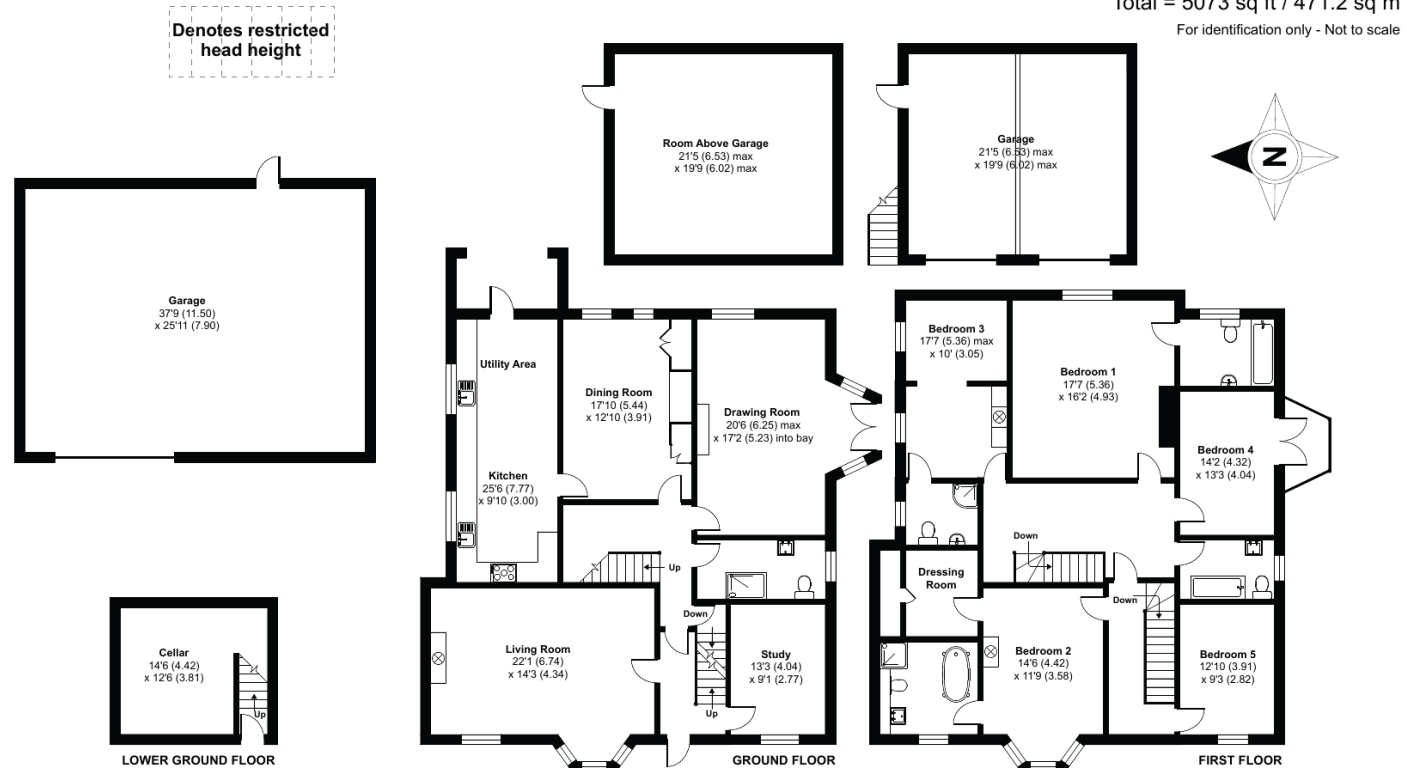 Total = 5073 sq ft / 471.2 sq m
For identification only - Not to scale
Denotes restricted
head height
N
Room Above Garage
21'5 (6.53) max
x 19'9 (6.02) max
Garage
21'5 (6.53) max
x 19'9 (6.02) max
Garage
37'9 (11.50)
x 25'11 (7.90)
Utility Area
Kitchen
25'6 (7.77)
x 9'10 (3.00)
Dining Room
17'10 (5.44)
x 12'10 (3.91)
Drawing Room
20'6 (6.25) max
x 17'2 (5.23) into bay
Up
Down
Living Room
22'1 (6.74)
x 14'3 (4.34)
Up
Study
13'3 (4.04)
x 9'1 (2.77)
GROUND FLOOR
Cellar
14'6 (4.42)
x 12'6 (3.81)
Up
LOWER GROUND FLOOR
Bedroom 3
17'7 (5.36) max
x 10' (3.05)
Bedroom 1
17'7 (5.36)
x 16'2 (4.93)
Bedroom 4
14'2 (4.32)
x 13'3 (4.04)
Down
Dressing
Room
Down
Bedroom 2
14'6 (4.42)
x 11'9 (3.58)
Bedroom 5
12'10 (3.91)
x 9'3 (2.82)
FIRST FLOOR